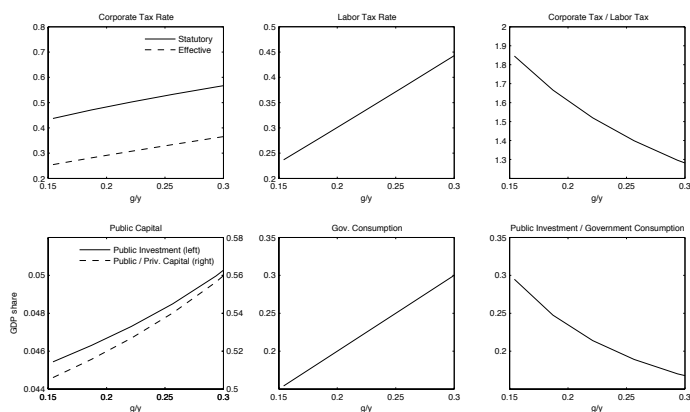 Corporate Tax Rate
Statutory
Effective
0.8
0.7
0.6
0.5
0.4
0.3
0.2
0.15 0.2 0.25 0.3
g/y
Labor Tax Rate
0.5
0.45
0.4
0.35
0.3
0.25
0.2
0.15 0.2 0.25 0.3
g/y
Corporate Tax / Labor Tax
2
1.9
1.8
1.7
1.6
1.5
1.4
1.3
0.15 0.2 0.25 0.3
g/y
Public Capital
Public Investment (left)
Public / Priv. Capital (right)
GDP share
0.05
0.048
0.046
0.044
0.58
0.56
0.54
0.52
0.5
0.15 0.2 0.25 0.3
g/y
Gov. Consumption
0.35
0.3
0.25
0.2
0.15 0.2 0.25 0.3
g/y
Public Investment / Government Consumption
0.35
0.3
0.25
0.2
0.15 0.2 0.25 0.3
g/y